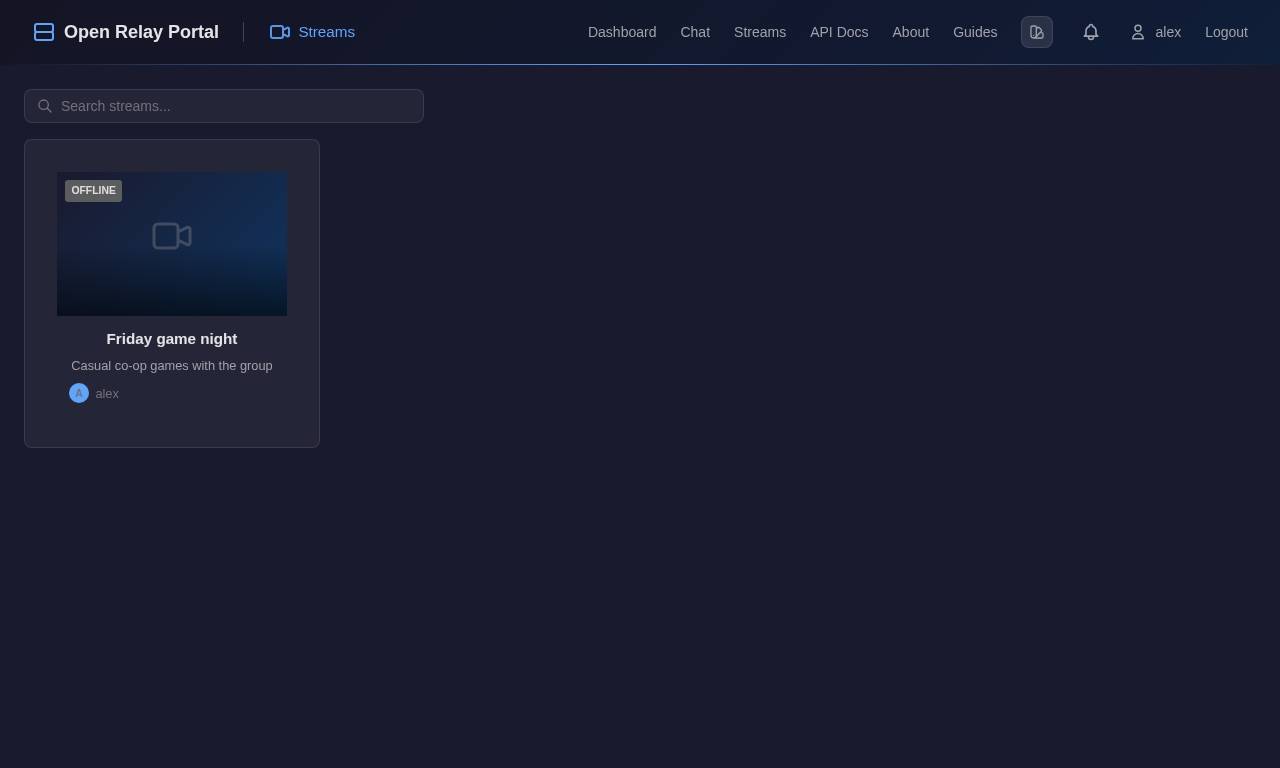 Open Relay Portal
Streams
Dashboard Chat Streams API Docs About Guides alex Logout
Search streams...
OFFLINE
Friday game night
Casual co-op games with the group
A alex